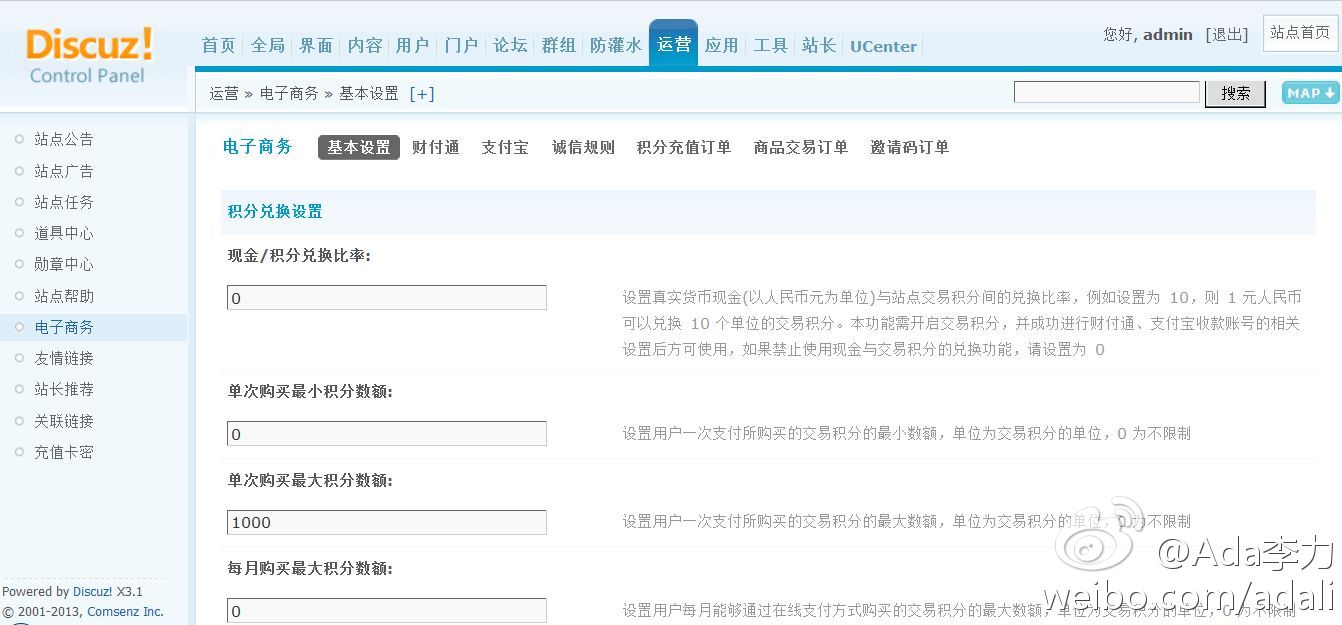 Discuz!
Control Panel
首页 全局 界面 内容 用户 门户 论坛 群组 防灌水 运营 应用 工具 站长 UCenter
您好, admin [退出] 站点首页
运营 » 电子商务 » 基本设置 [+]
搜索 MAP
站点公告
站点广告
站点任务
道具中心
勋章中心
站点帮助
电子商务
友情链接
站长推荐
关联链接
充值卡密
Powered by Discuz! X3.1
© 2001-2013, Comsenz Inc.
电子商务 基本设置 财付通 支付宝 诚信规则 积分充值订单 商品交易订单 邀请码订单
积分兑换设置
现金/积分兑换比率:
0
设置真实货币现金(以人民币元为单位)与站点交易积分间的兑换比率，例如设置为 10，则 1 元人民币
可以兑换 10 个单位的交易积分。本功能需开启交易积分，并成功进行财付通、支付宝收款账号的相关
设置后方可使用，如果禁止使用现金与交易积分的兑换功能，请设置为 0
单次购买最小积分数额:
0
设置用户一次支付所购买的交易积分的最小数额，单位为交易积分的单位，0 为不限制
单次购买最大积分数额:
1000
设置用户一次支付所购买的交易积分的最大数额，单位为交易积分的单位，0 为不限制
每月购买最大积分数额:
0
设置用户每月能够通过在线支付方式购买的交易积分的最大数额，单位为交易积分的单位，0 为不限制
@Ada李力
weibo.com/adali